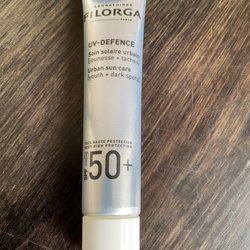 LABORATOIRES
FILORGA
PARIS
UV-DEFENCE
Soin solaire urbain
[jeunesse + taches]
Urban sun care
[youth + dark spots]
TRÈS HAUTE PROTECTION
VERY HIGH PROTECTION
50+